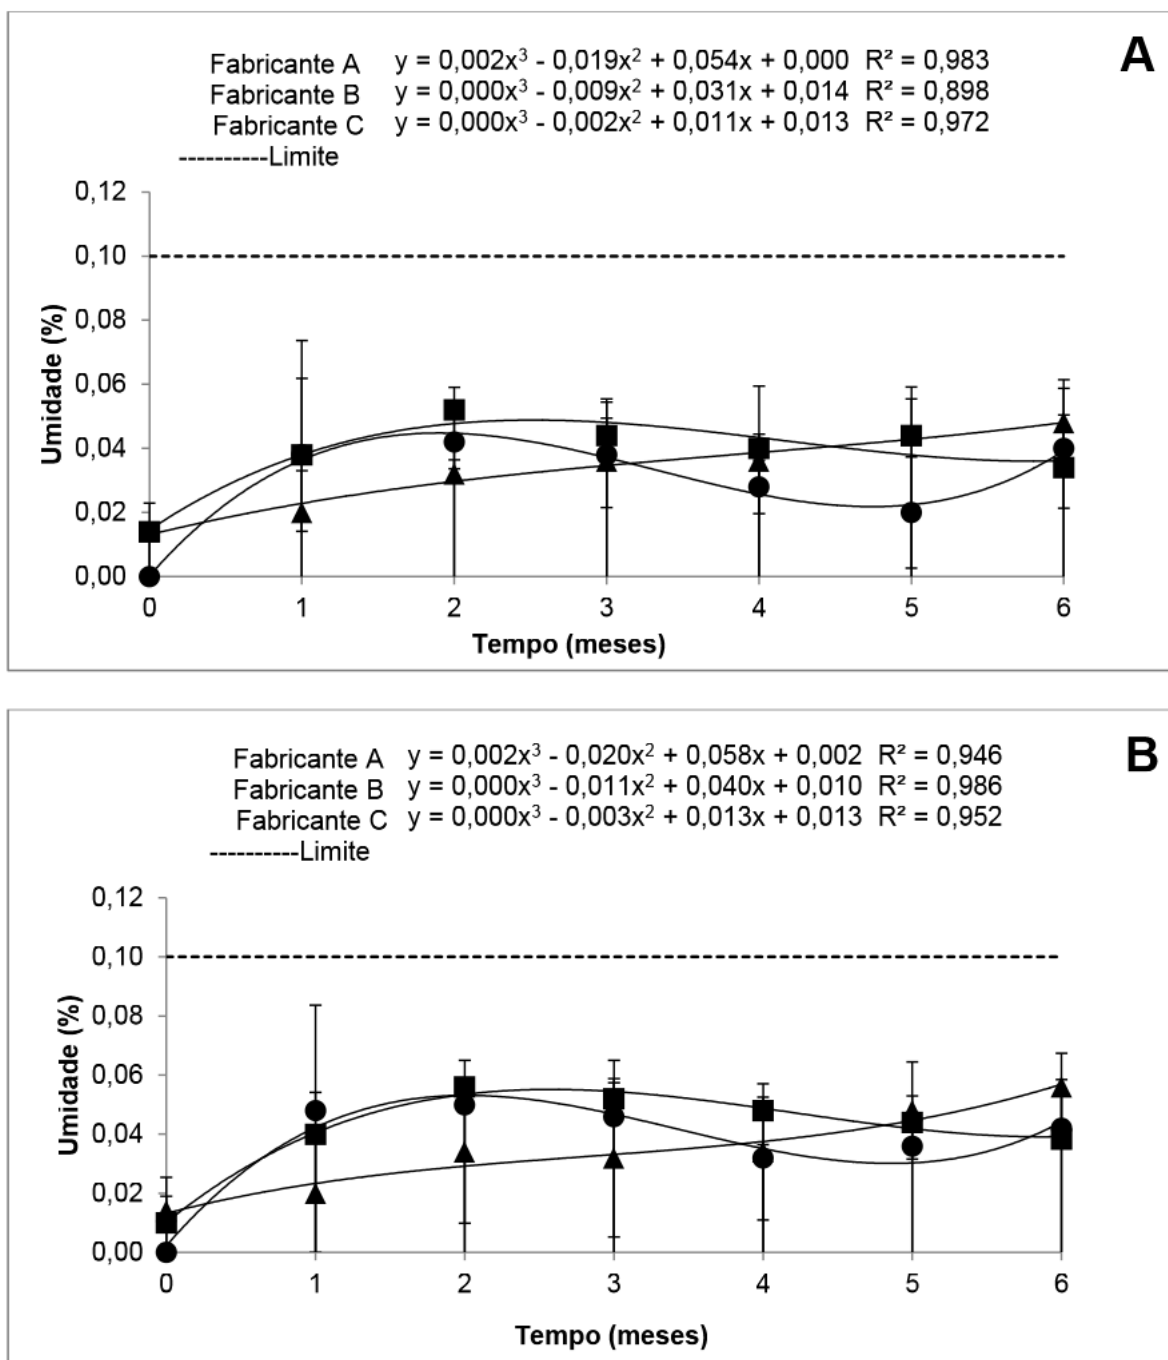 A
Fabricante A y = 0,002x³ - 0,019x² + 0,054x + 0,000 R² = 0,983
Fabricante B y = 0,000x³ - 0,009x² + 0,031x + 0,014 R² = 0,898
Fabricante C y = 0,000x³ - 0,002x² + 0,011x + 0,013 R² = 0,972
----------Limite
0,12
0,10
0,08
0,06
0,04
0,02
0,00
Umidade (%)
0 1 2 3 4 5 6
Tempo (meses)
B
Fabricante A y = 0,002x³ - 0,020x² + 0,058x + 0,002 R² = 0,946
Fabricante B y = 0,000x³ - 0,011x² + 0,040x + 0,010 R² = 0,986
Fabricante C y = 0,000x³ - 0,003x² + 0,013x + 0,013 R² = 0,952
----------Limite
0,12
0,10
0,08
0,06
0,04
0,02
0,00
Umidade (%)
0 1 2 3 4 5 6
Tempo (meses)